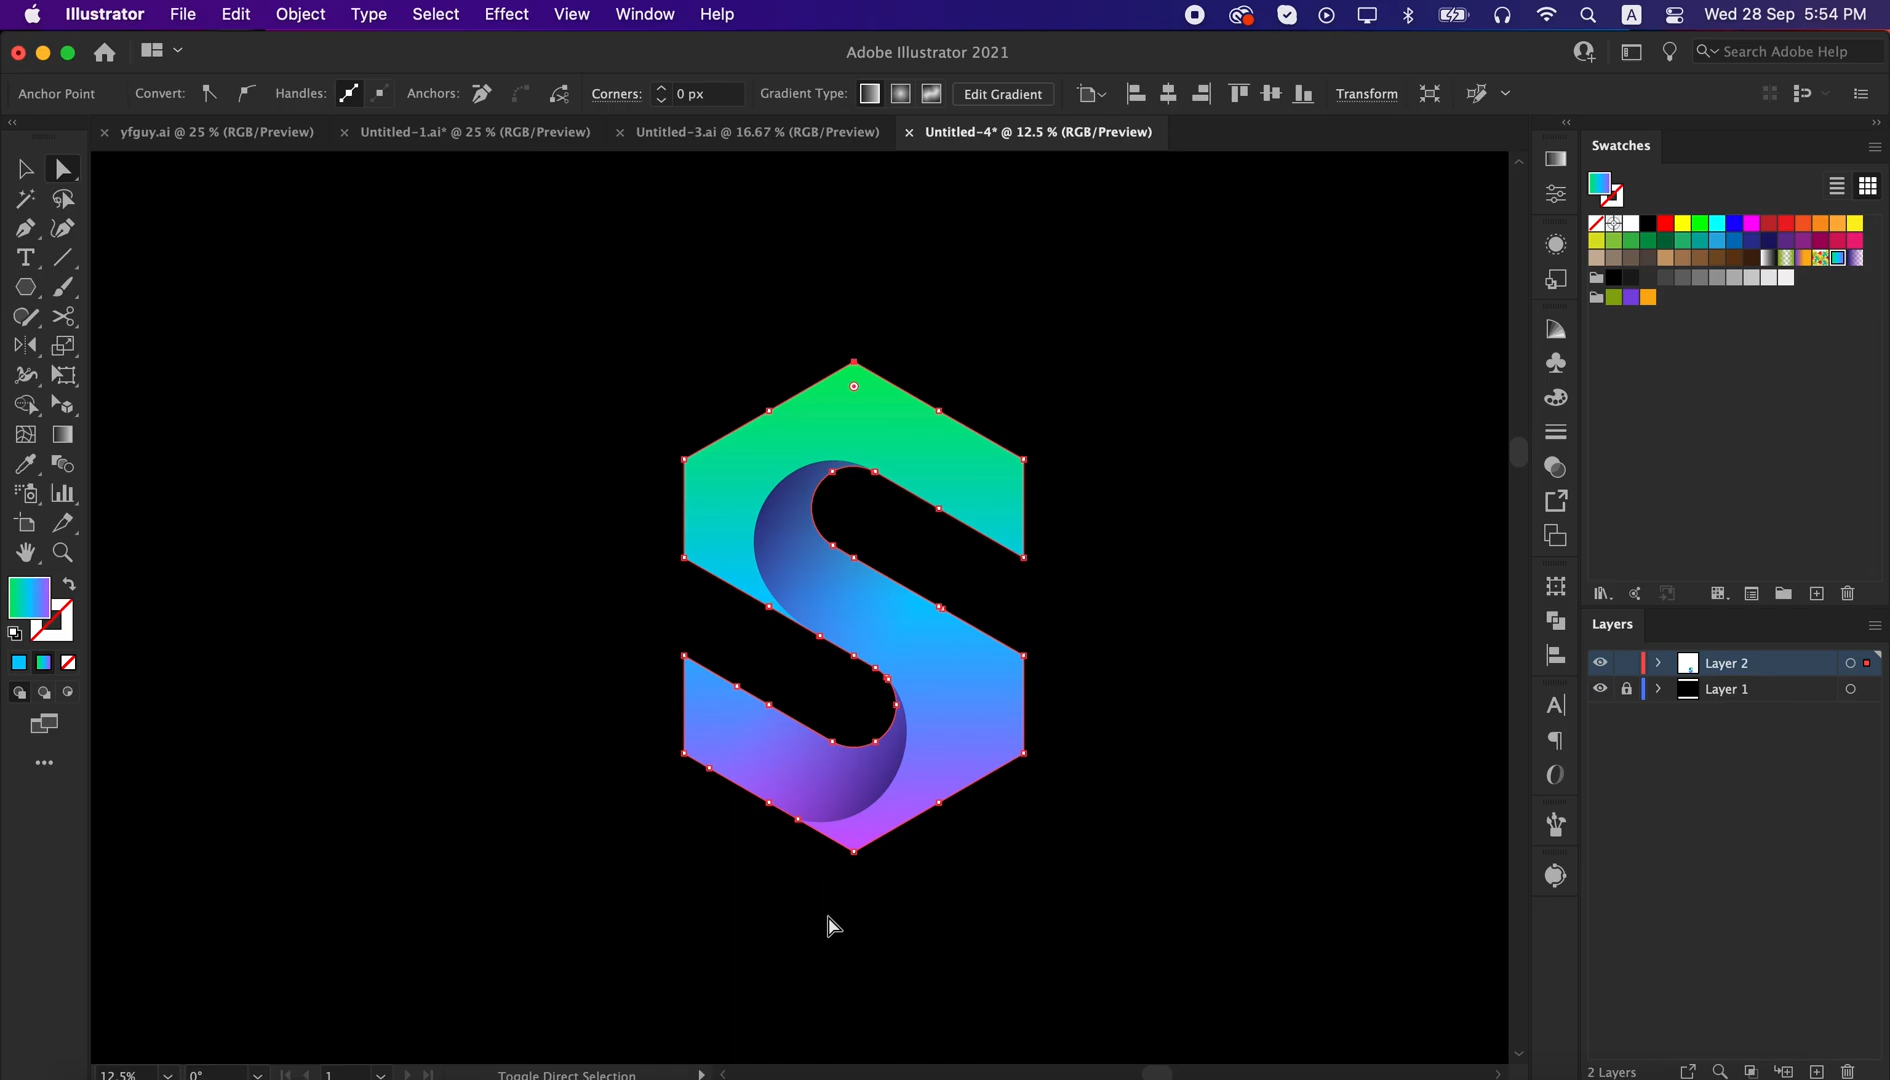 Illustrator File Edit Object Type Select Effect View Window Help A Wed 28 Sep 5:54 PM
Adobe Illustrator 2021 Search Adobe Help
Anchor Point Convert: Handles: Anchors: Corners: 0 px Gradient Type: Edit Gradient Transform
yfguy.ai @ 25 % (RGB/Preview) Untitled-1.ai* @ 25 % (RGB/Preview) Untitled-3.ai @ 16.67 % (RGB/Preview) Untitled-4* @ 12.5 % (RGB/Preview)
Swatches
S
Layers
Layer 2
Layer 1
12.5% 0° 1 Toggle Direct Selection 2 Layers